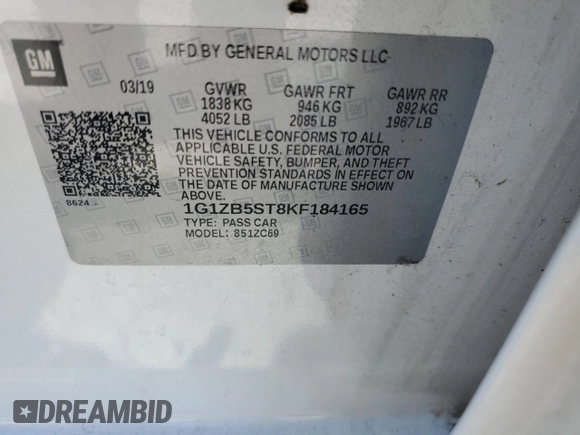 GM
MFD BY GENERAL MOTORS LLC
03/19 GVWR GAWR FRT GAWR RR
1838 KG 946 KG 892 KG
4052 LB 2085 LB 1967 LB
THIS VEHICLE CONFORMS TO ALL
APPLICABLE U.S. FEDERAL MOTOR
VEHICLE SAFETY, BUMPER, AND THEFT
PREVENTION STANDARDS IN EFFECT ON
THE DATE OF MANUFACTURE SHOWN
ABOVE.
8624
1G1ZB5ST8KF184165
TYPE: PASS CAR
MODEL: 851ZC69
DREAMBID